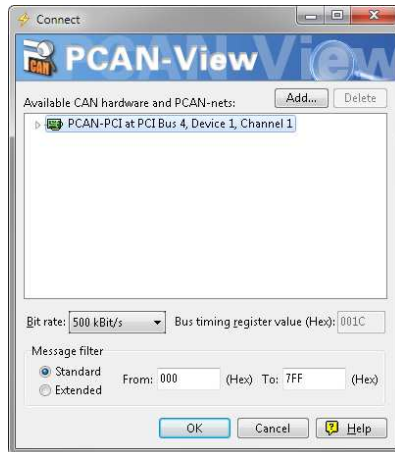 Connect
CAN
PCAN-View
Available CAN hardware and PCAN-nets:
Add...
Delete
PCAN-PCI at PCI Bus 4, Device 1, Channel 1
Bit rate: 500 kBit/s
Bus timing register value (Hex): 001C
Message filter
Standard
Extended
From: 000 (Hex) To: 7FF (Hex)
OK
Cancel
Help